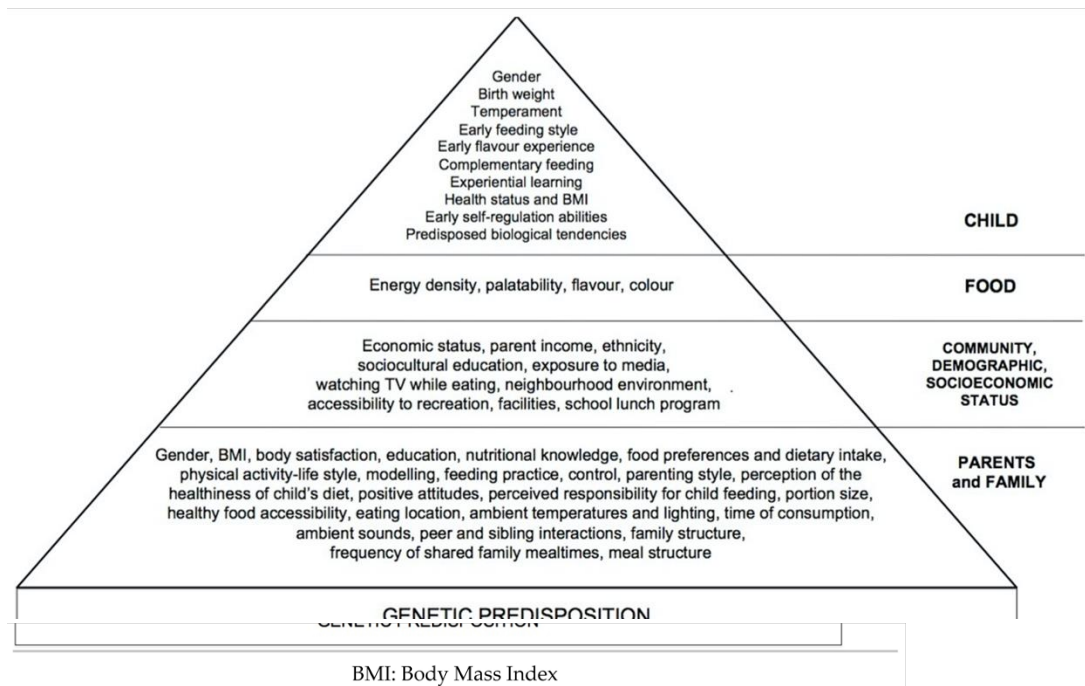 Gender
Birth weight
Temperament
Early feeding style
Early flavour experience
Complementary feeding
Experiential learning
Health status and BMI
Early self-regulation abilities
Predisposed biological tendencies
CHILD
Energy density, palatability, flavour, colour
FOOD
Economic status, parent income, ethnicity,
sociocultural education, exposure to media,
watching TV while eating, neighbourhood environment,
accessibility to recreation, facilities, school lunch program
COMMUNITY,
DEMOGRAPHIC,
SOCIOECONOMIC
STATUS
Gender, BMI, body satisfaction, education, nutritional knowledge, food preferences and dietary intake,
physical activity-life style, modelling, feeding practice, control, parenting style, perception of the
healthiness of child's diet, positive attitudes, perceived responsibility for child feeding, portion size,
healthy food accessibility, eating location, ambient temperatures and lighting, time of consumption,
ambient sounds, peer and sibling interactions, family structure,
frequency of shared family mealtimes, meal structure
PARENTS
and FAMILY
GENETIC PREDISPOSITION
GENETIC PREDISPOSITION
BMI: Body Mass Index